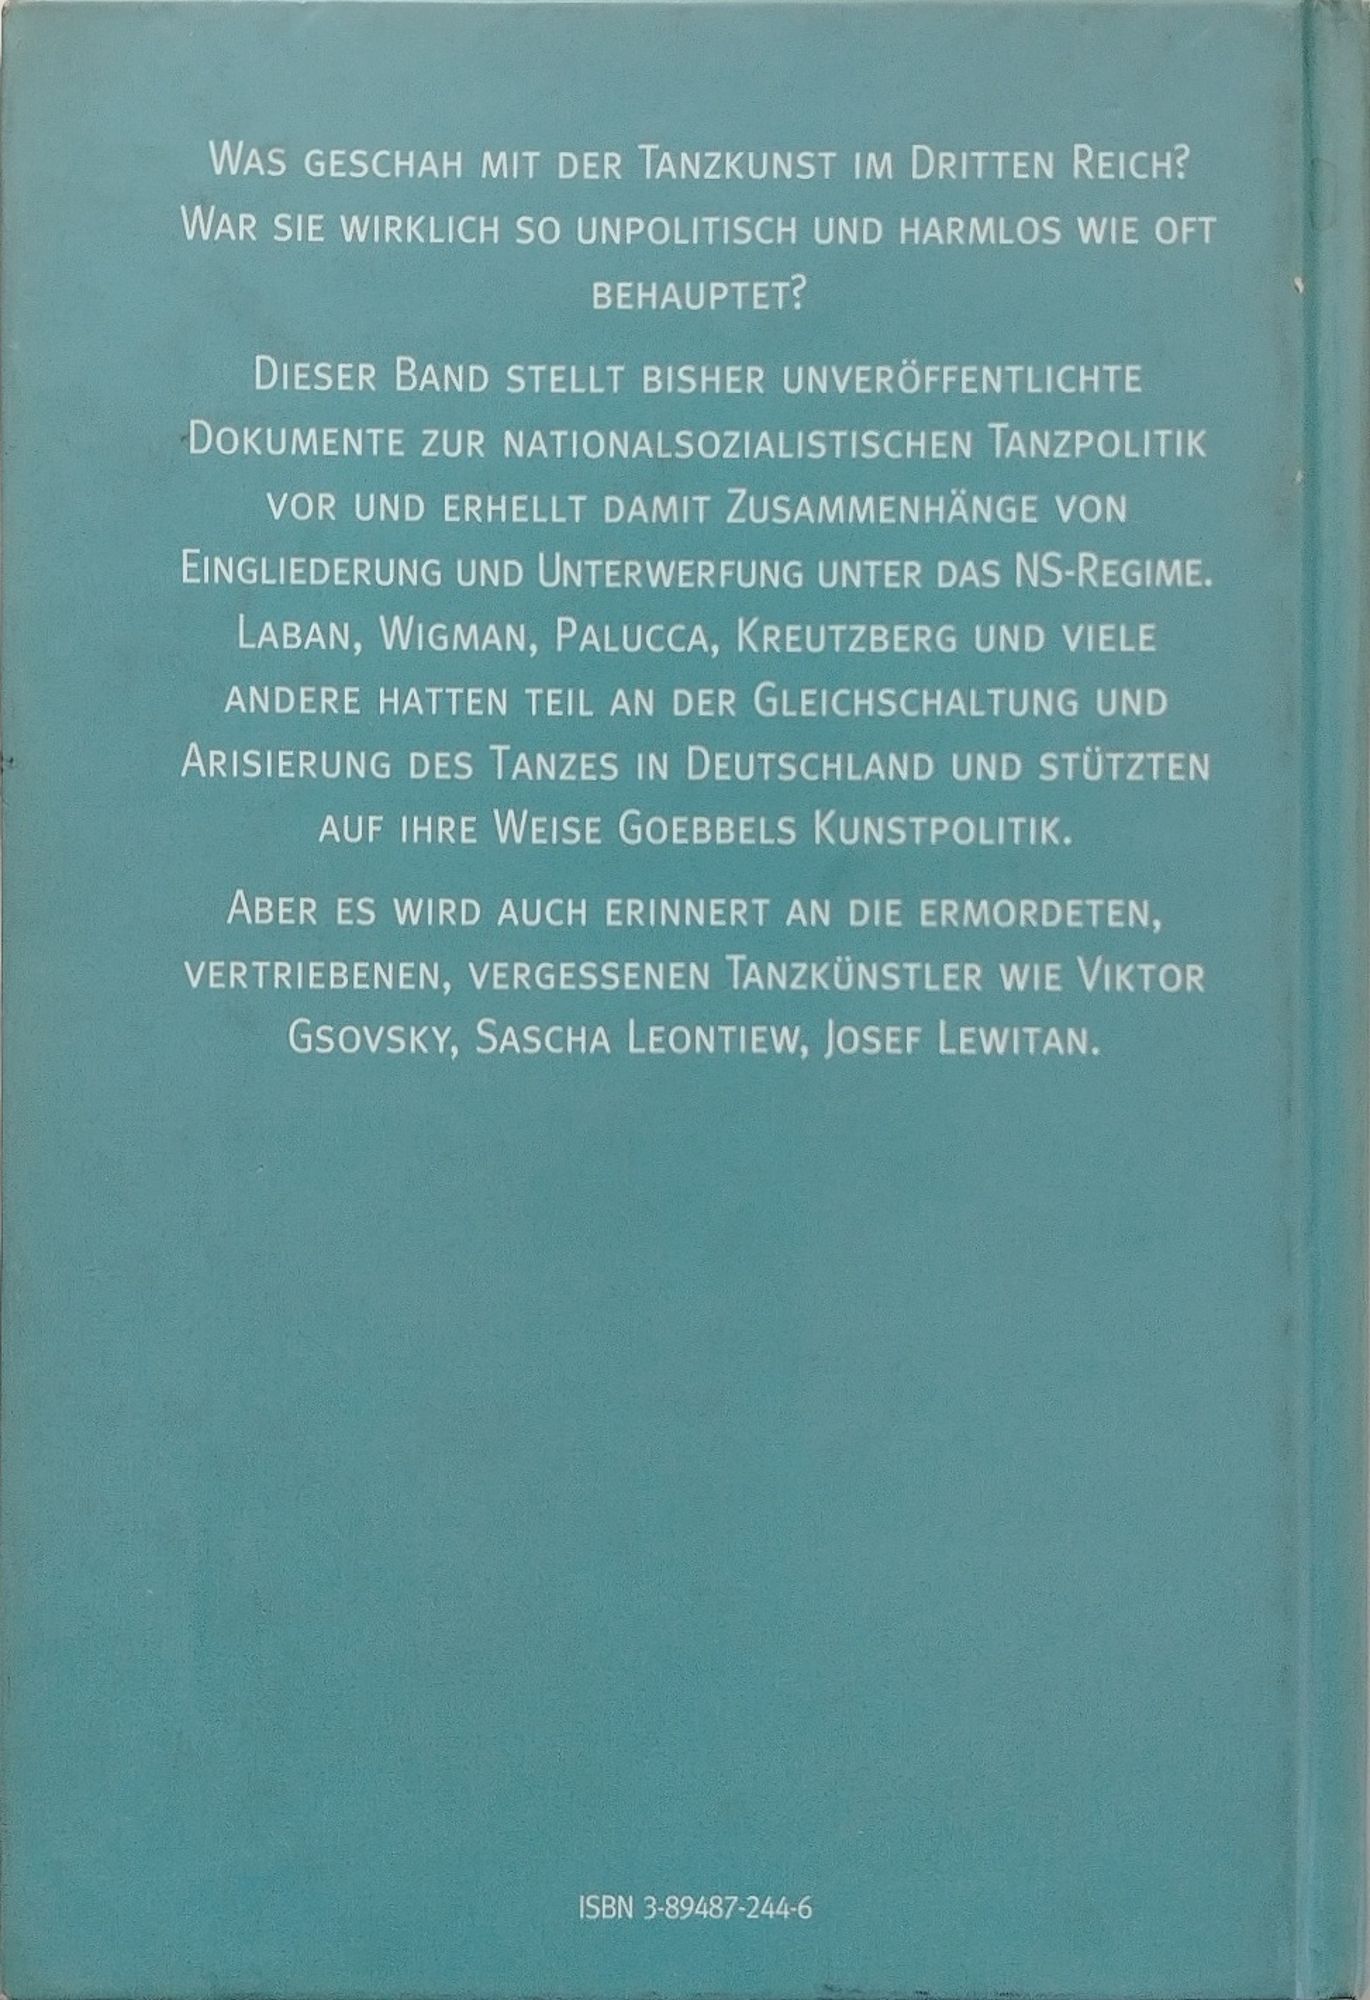 Was geschah mit der Tanzkunst im Dritten Reich?
War sie wirklich so unpolitisch und harmlos wie oft
behauptet?
Dieser Band stellt bisher unveröffentlichte
Dokumente zur nationalsozialistischen Tanzpolitik
vor und erhellt damit Zusammenhänge von
Eingliederung und Unterwerfung unter das NS-Regime.
Laban, Wigman, Palucca, Kreutzberg und viele
andere hatten teil an der Gleichschaltung und
Arisierung des Tanzes in Deutschland und stützten
auf ihre Weise Goebbels Kunstpolitik.
Aber es wird auch erinnert an die ermordeten,
vertriebenen, vergessenen Tanzkünstler wie Viktor
Gsovsky, Sascha Leontiew, Josef Lewitan.
ISBN 3-89487-244-6